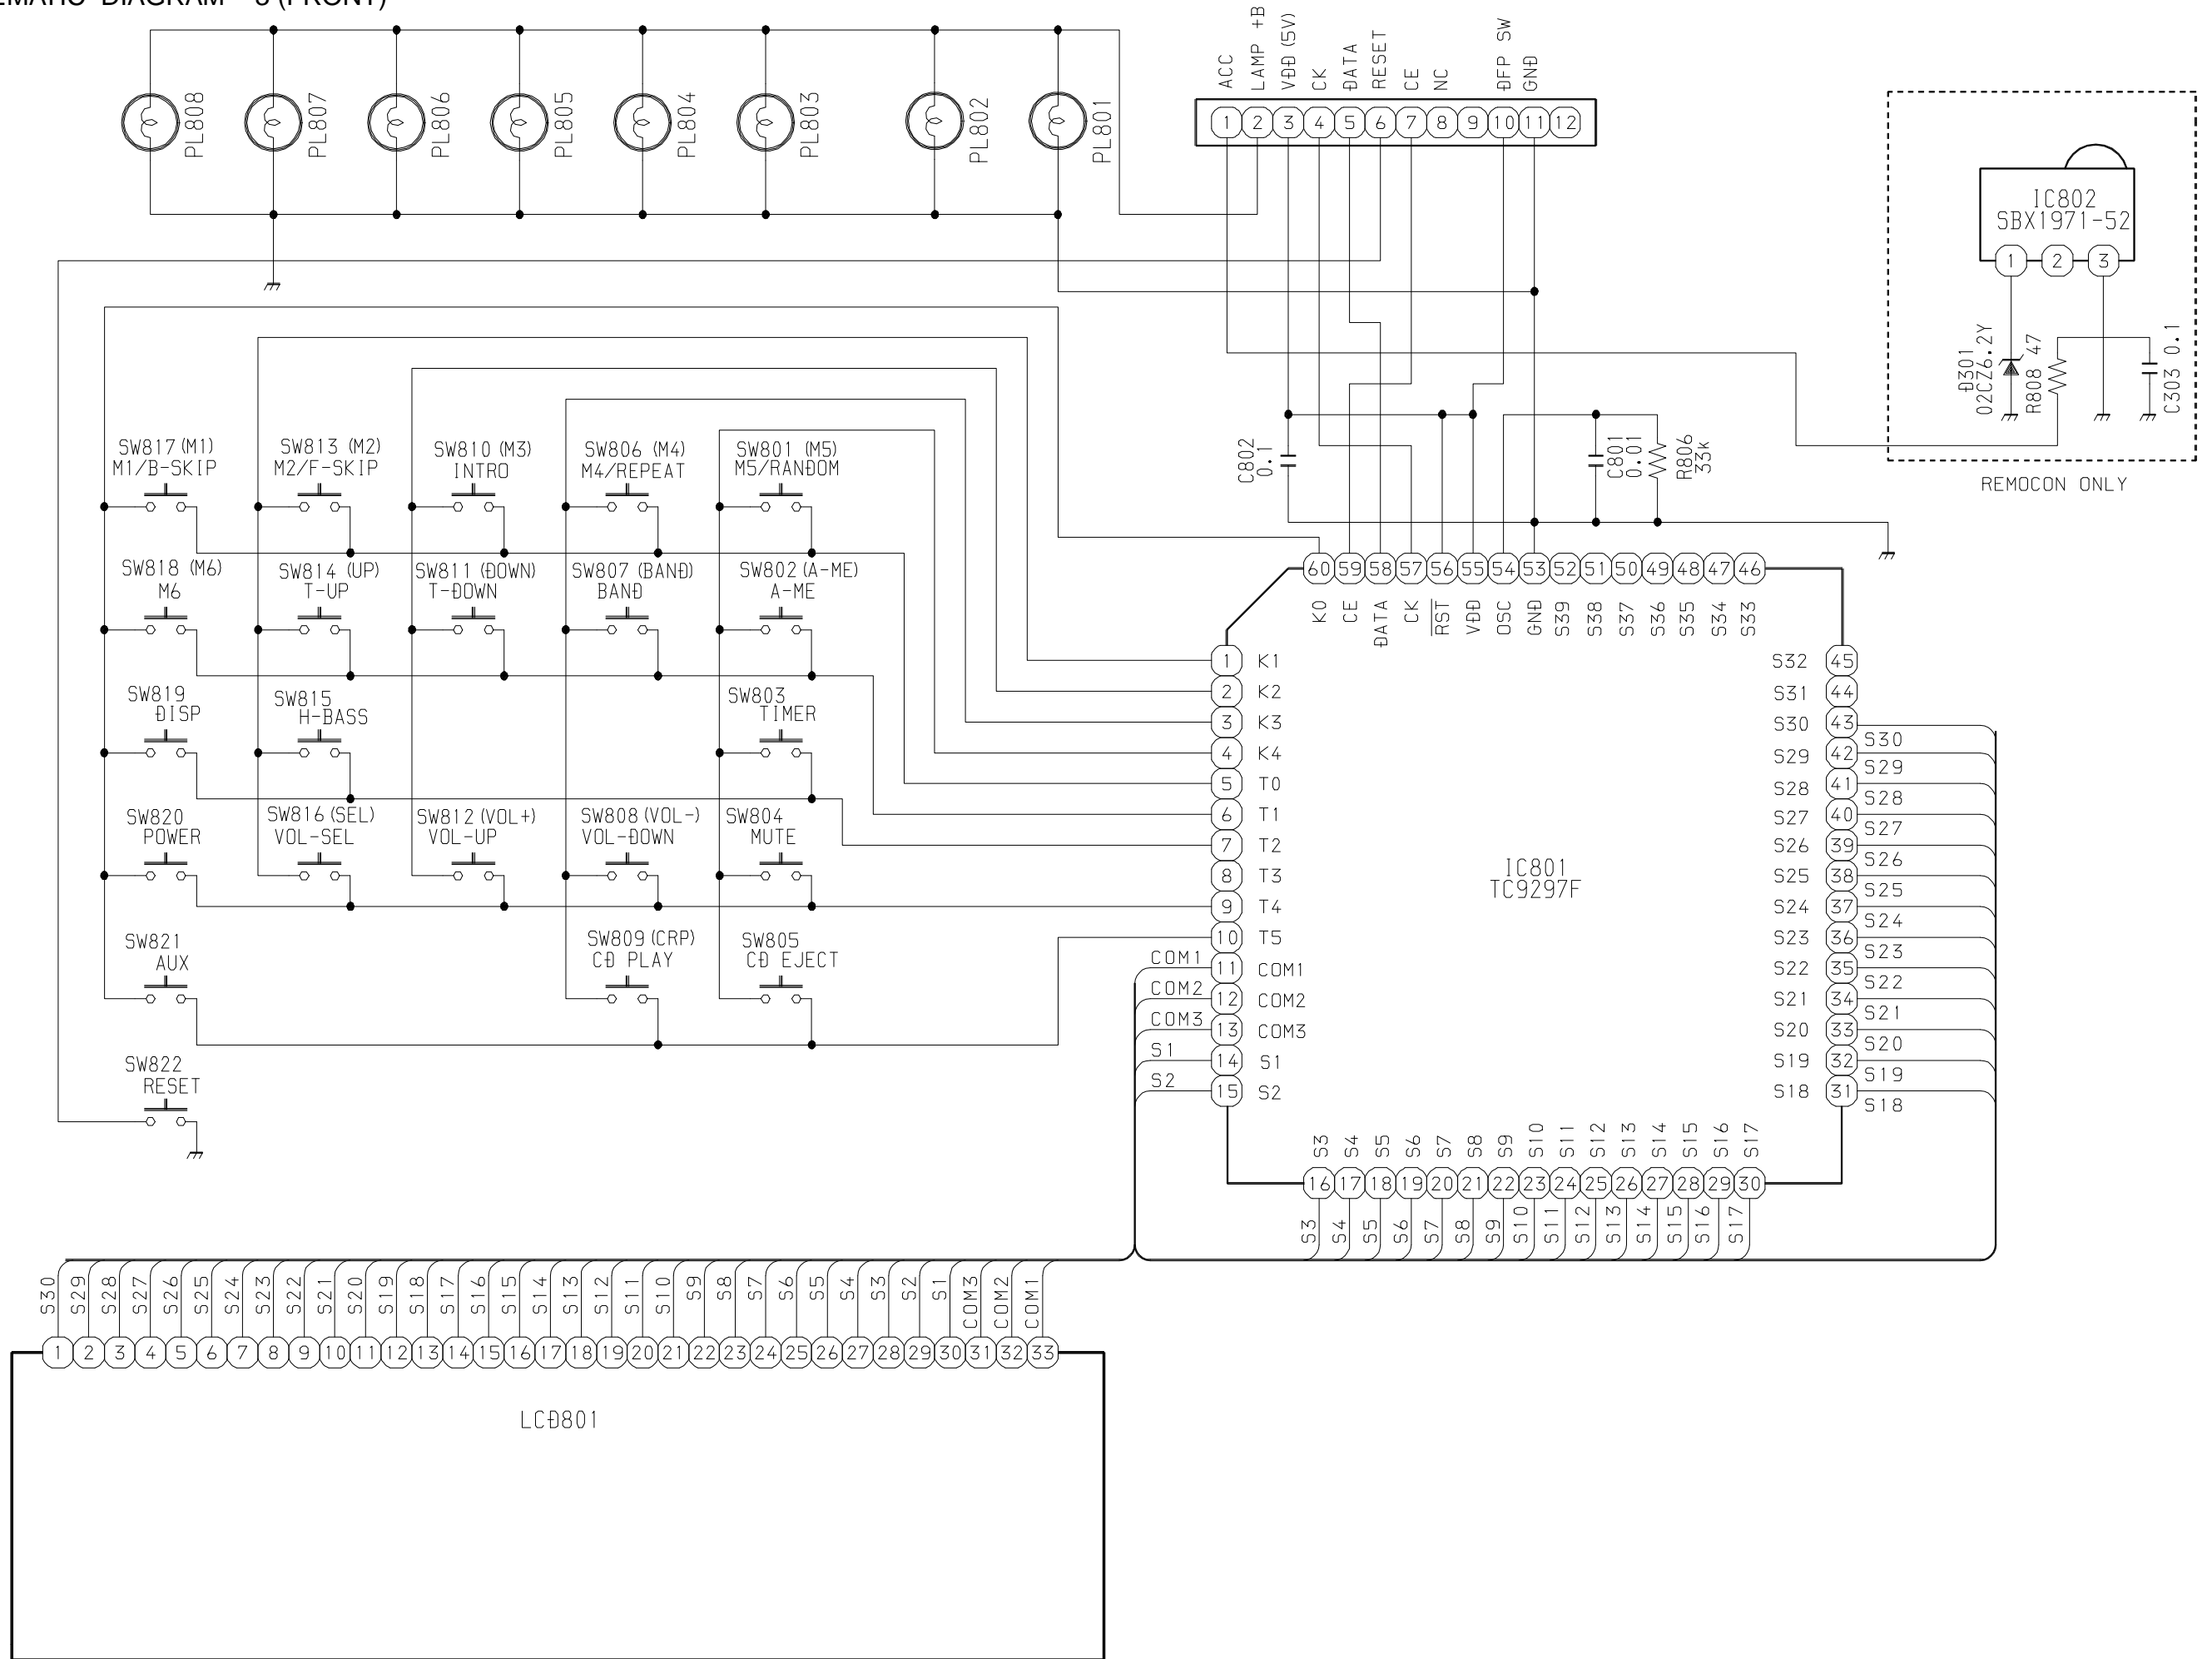 EMATIC DIAGRAM - 3 (FRONT)
PL808
PL807
PL806
PL805
PL804
PL803
PL802
PL801
ACC
LAMP +B
VDD (5V)
CK
DATA
RESET
CE
NC
DFP SW
GND
1 2 3 4 5 6 7 8 9 10 11 12
IC802
SBX1971-52
1 2 3
D301
02CZ6.2Y
R808 47
C303 0.1
REMOCON ONLY
SW817 (M1)
M1/B-SKIP
SW813 (M2)
M2/F-SKIP
SW810 (M3)
INTRO
SW806 (M4)
M4/REPEAT
SW801 (M5)
M5/RANDOM
C802
0.1
C801
0.01
R806
33k
SW818 (M6)
M6
SW814 (UP)
T-UP
SW811 (DOWN)
T-DOWN
SW807 (BAND)
BAND
SW802 (A-ME)
A-ME
SW819
DISP
SW815
H-BASS
SW803
TIMER
SW820
POWER
SW816 (SEL)
VOL-SEL
SW812 (VOL+)
VOL-UP
SW808 (VOL-)
VOL-DOWN
SW804
MUTE
SW821
AUX
SW809 (CRP)
CD PLAY
SW805
CD EJECT
SW822
RESET
60 59 58 57 56 55 54 53 52 51 50 49 48 47 46
K0
CE
DATA
CK
RST
VDD
OSC
GND
S39
S38
S37
S36
S35
S34
S33
1 K1
2 K2
3 K3
4 K4
5 T0
6 T1
7 T2
8 T3
9 T4
10 T5
COM1 11 COM1
COM2 12 COM2
COM3 13 COM3
S1 14 S1
S2 15 S2
IC801
TC9297F
S32 45
S31 44
S30 43 S30
S29 42 S29
S28 41 S28
S27 40 S27
S26 39 S26
S25 38 S25
S24 37 S24
S23 36 S23
S22 35 S22
S21 34 S21
S20 33 S20
S19 32 S19
S18 31 S18
S3 S4 S5 S6 S7 S8 S9 S10 S11 S12 S13 S14 S15 S16 S17
16 17 18 19 20 21 22 23 24 25 26 27 28 29 30
S3 S4 S5 S6 S7 S8 S9 S10 S11 S12 S13 S14 S15 S16 S17
S30 S29 S28 S27 S26 S25 S24 S23 S22 S21 S20 S19 S18 S17 S16 S15 S14 S13 S12 S11 S10 S9 S8 S7 S6 S5 S4 S3 S2 S1 COM3 COM2 COM1
1 2 3 4 5 6 7 8 9 10 11 12 13 14 15 16 17 18 19 20 21 22 23 24 25 26 27 28 29 30 31 32 33
LCD801